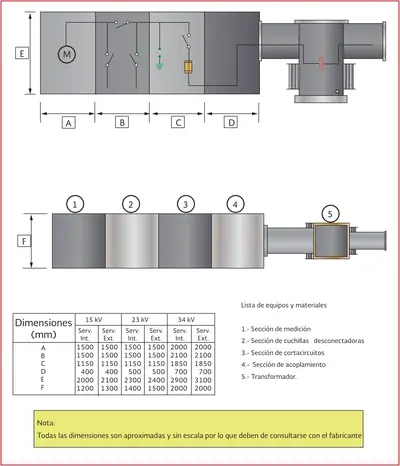 E
M
A
B
C
D
1
2
3
4
5
F
Dimensiones (mm) 15 kV 23 kV 34 kV
Serv. Int. Serv. Ext. Serv. Int. Serv. Ext. Serv. Int. Serv. Ext.
A 1500 1500 1500 1500 2000 2000
B 1500 1500 1500 1500 2100 2100
C 1150 1150 1150 1150 1850 1850
D 400 400 500 500 700 700
E 2000 2100 2300 2400 2900 3100
F 1200 1300 1400 1500 2000 2000
Lista de equipos y materiales
1.- Sección de medición
2.- Sección de cuchillas desconectadoras
3.- Sección de cortacircuitos
4.- Sección de acoplamiento
5.- Transformador.
Nota:
Todas las dimensiones son aproximadas y sin escala por lo que deben de consultarse con el fabricante